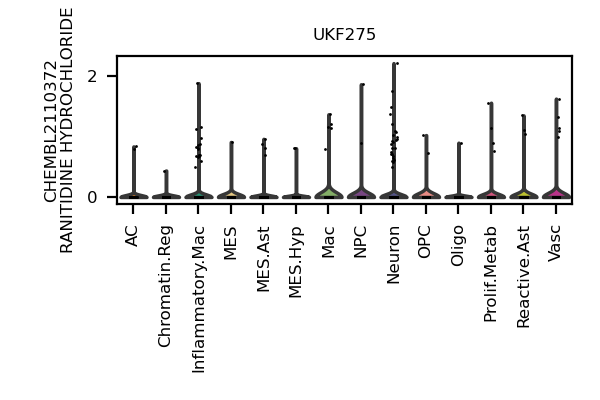 UKF275
CHEMBL2110372
RANITIDINE HYDROCHLORIDE
2
0
AC
Chromatin.Reg
Inflammatory.Mac
MES
MES.Ast
MES.Hyp
Mac
NPC
Neuron
OPC
Oligo
Prolif.Metab
Reactive.Ast
Vasc